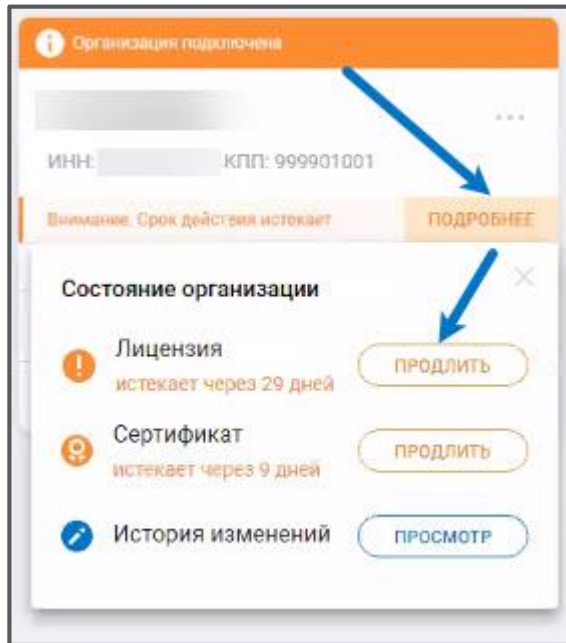 Организация подключена
ИНН: КПП: 999901001
Внимание. Срок действия истекает ПОДРОБНЕЕ
Состояние организации
Лицензия
истекает через 29 дней
ПРОДЛИТЬ
Сертификат
истекает через 9 дней
ПРОДЛИТЬ
История изменений
ПРОСМОТР